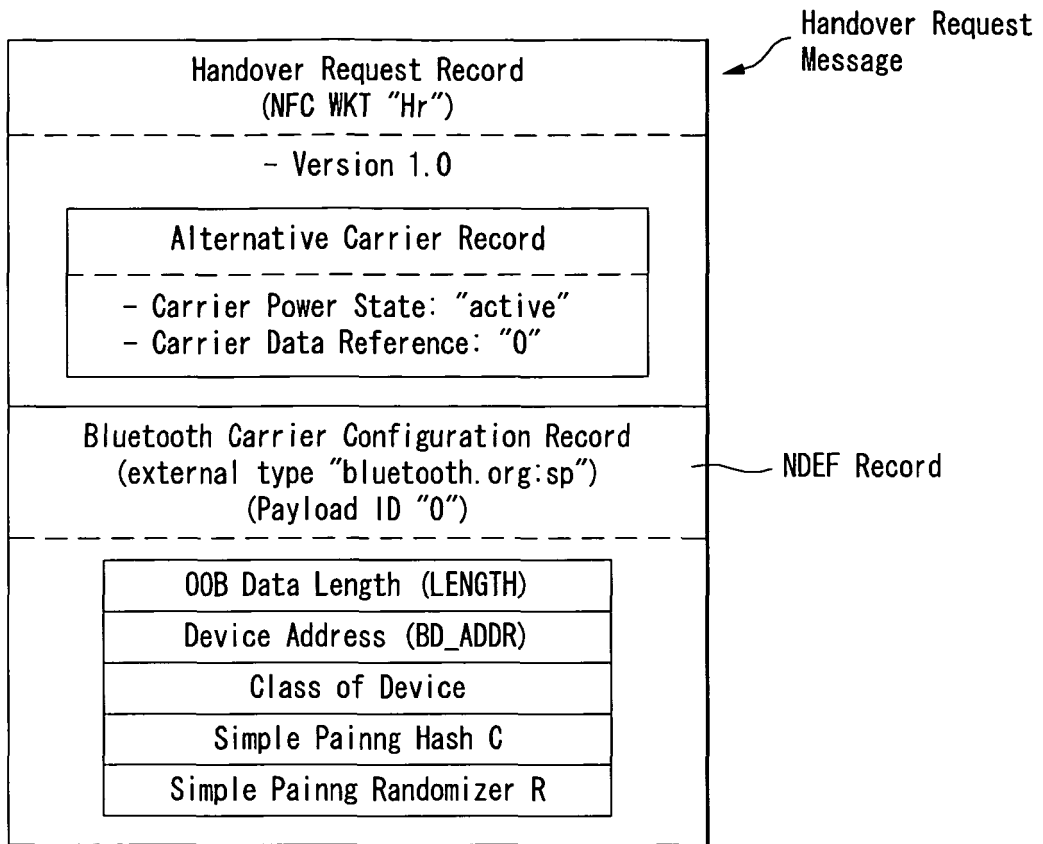 Handover Request
Message
Handover Request Record
(NFC WKT "Hr")
- Version 1.0
Alternative Carrier Record
- Carrier Power State: "active"
- Carrier Data Reference: "0"
Bluetooth Carrier Configuration Record
(external type "bluetooth.org:sp")
(Payload ID "0")
NDEF Record
OOB Data Length (LENGTH)
Device Address (BD_ADDR)
Class of Device
Simple Painng Hash C
Simple Painng Randomizer R